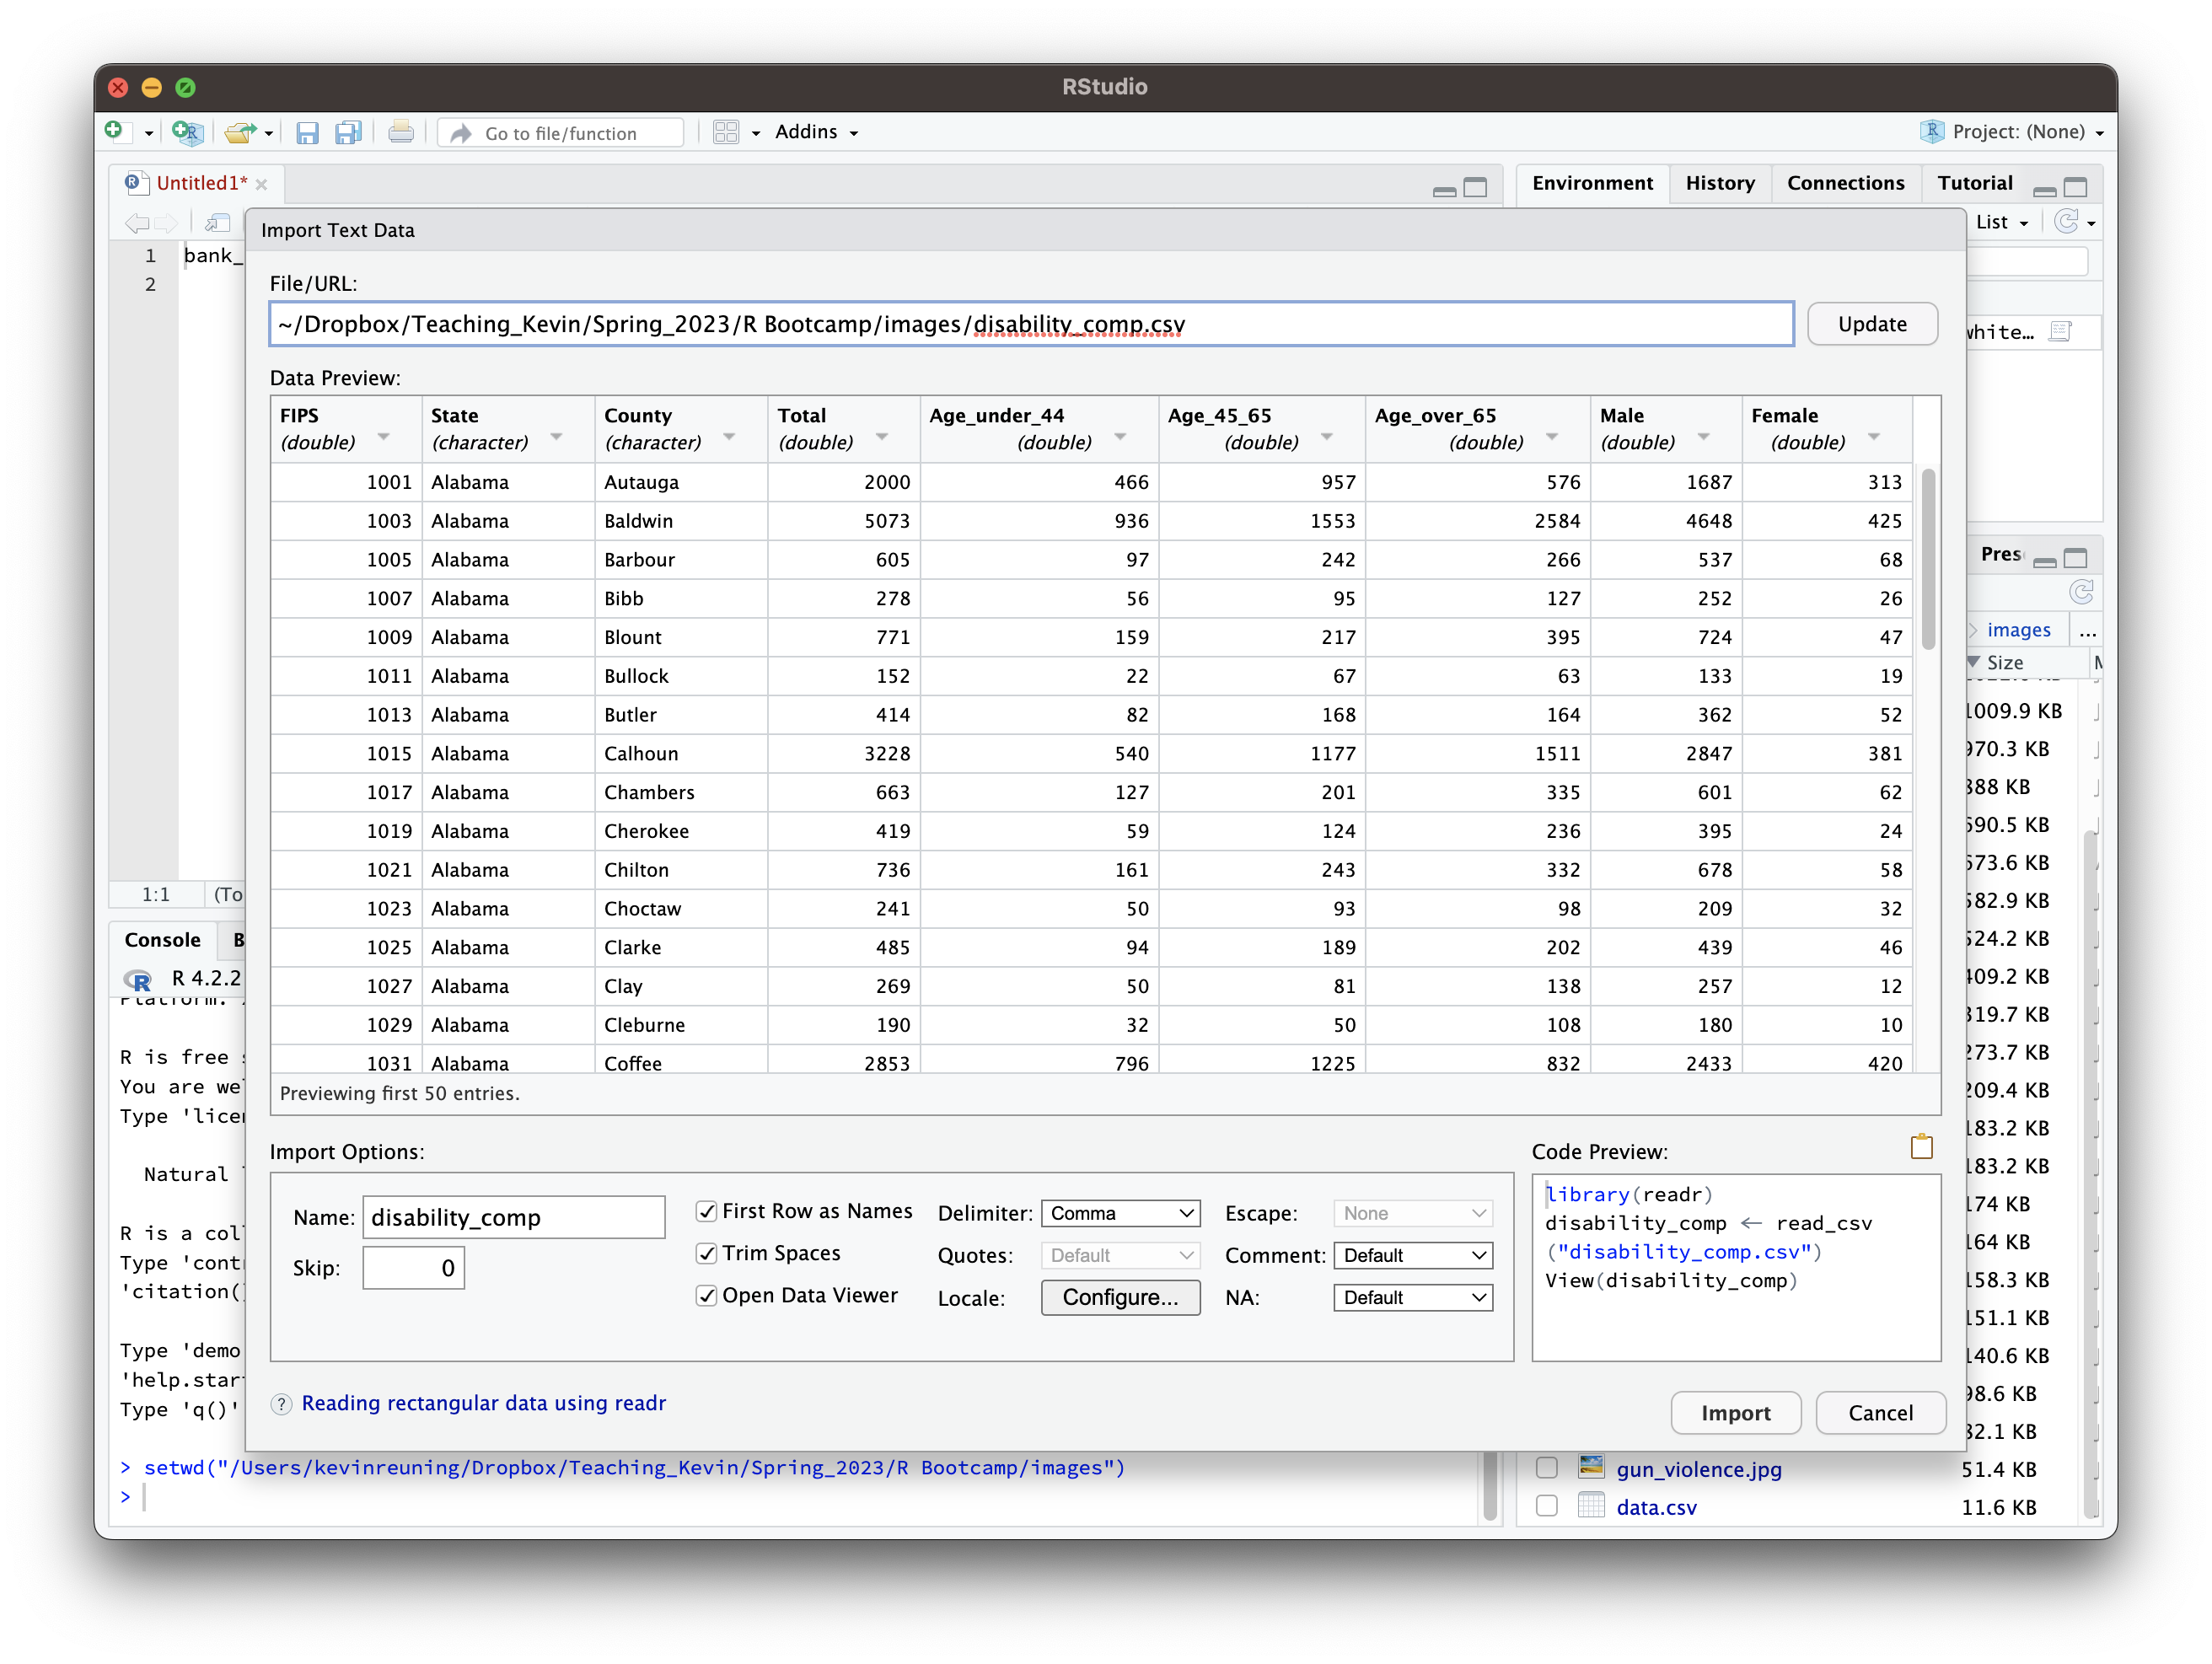 RStudio
Go to file/function
Addins
Project: (None)
Untitled1*
Environment History Connections Tutorial
List
1 bank_
2
Import Text Data
File/URL:
~/Dropbox/Teaching_Kevin/Spring_2023/R Bootcamp/images/disability_comp.csv
Update
white…
Data Preview:
FIPS State County Total Age_under_44 Age_45_65 Age_over_65 Male Female
(double) (character) (character) (double) (double) (double) (double) (double) (double)
1001 Alabama Autauga 2000 466 957 576 1687 313
1003 Alabama Baldwin 5073 936 1553 2584 4648 425
1005 Alabama Barbour 605 97 242 266 537 68
1007 Alabama Bibb 278 56 95 127 252 26
1009 Alabama Blount 771 159 217 395 724 47
1011 Alabama Bullock 152 22 67 63 133 19
1013 Alabama Butler 414 82 168 164 362 52
1015 Alabama Calhoun 3228 540 1177 1511 2847 381
1017 Alabama Chambers 663 127 201 335 601 62
1019 Alabama Cherokee 419 59 124 236 395 24
1021 Alabama Chilton 736 161 243 332 678 58
1023 Alabama Choctaw 241 50 93 98 209 32
1025 Alabama Clarke 485 94 189 202 439 46
1027 Alabama Clay 269 50 81 138 257 12
1029 Alabama Cleburne 190 32 50 108 180 10
1031 Alabama Coffee 2853 796 1225 832 2433 420
Previewing first 50 entries.
Import Options:
Name: disability_comp
Skip: 0
First Row as Names
Trim Spaces
Open Data Viewer
Delimiter: Comma
Quotes: Default
Locale: Configure...
Escape: None
Comment: Default
NA: Default
Code Preview:
library(readr)
disability_comp <- read_csv
("disability_comp.csv")
View(disability_comp)
? Reading rectangular data using readr
Import
Cancel
1:1 (To
Console B
R 4.2.2
Platform:
R is free s
You are wel
Type 'licen
Natural l
R is a coll
Type 'contr
'citation()
Type 'demo
'help.star
Type 'q()'
> setwd("/Users/kevinreuning/Dropbox/Teaching_Kevin/Spring_2023/R Bootcamp/images")
>
Pres
images ...
Size M
1009.9 KB
970.3 KB
888 KB
690.5 KB
573.6 KB
582.9 KB
524.2 KB
409.2 KB
319.7 KB
273.7 KB
209.4 KB
183.2 KB
183.2 KB
174 KB
164 KB
158.3 KB
151.1 KB
140.6 KB
98.6 KB
82.1 KB
gun_violence.jpg 51.4 KB
data.csv 11.6 KB